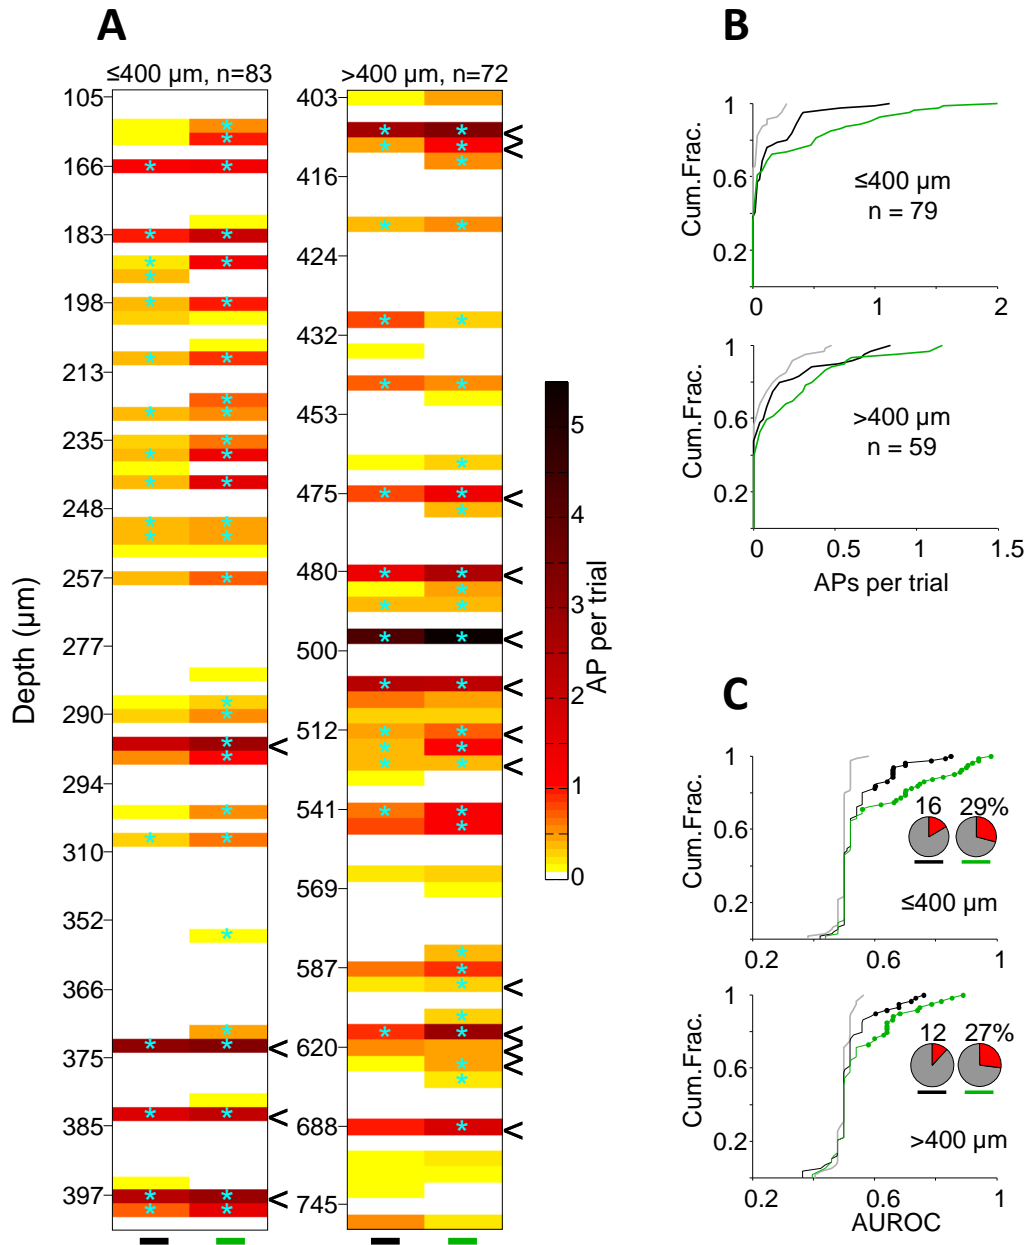 A
≤400 µm, n=83
>400 µm, n=72
Depth (µm)
105
166
183
198
213
235
248
257
277
290
294
310
352
366
375
385
397
* *
403
416
424
432
453
475
480
500
512
541
569
587
620
688
745
<
5
4
3
2
1
0
AP per trial
B
Cum.Frac.
1
0.6
0.2
≤400 µm
n = 79
0 1 2
Cum.Frac.
1
0.6
0.2
>400 µm
n = 59
0 0.5 1 1.5
APs per trial
C
Cum.Frac.
1
0.6
0.2
16 29%
≤400 µm
0.2 0.6 1
Cum.Frac.
1
0.6
0.2
12 27%
>400 µm
0.2 0.6 1
AUROC